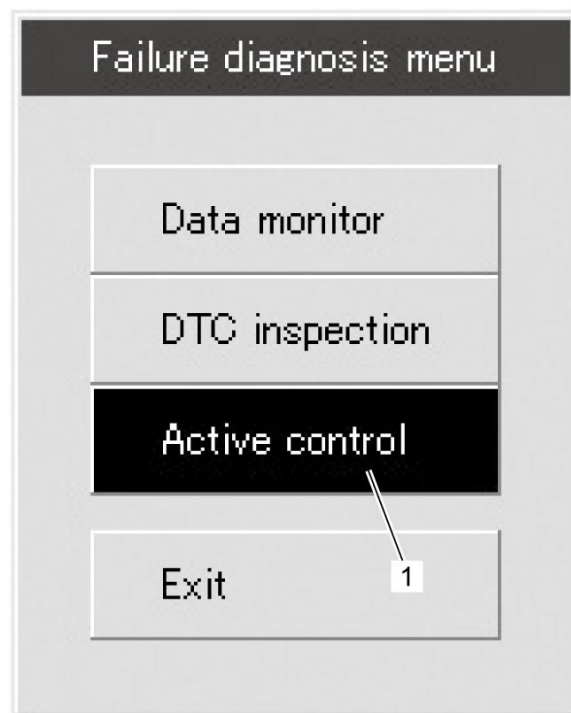 Failure diagnosis menu
Data monitor
DTC inspection
Active control
Exit
1